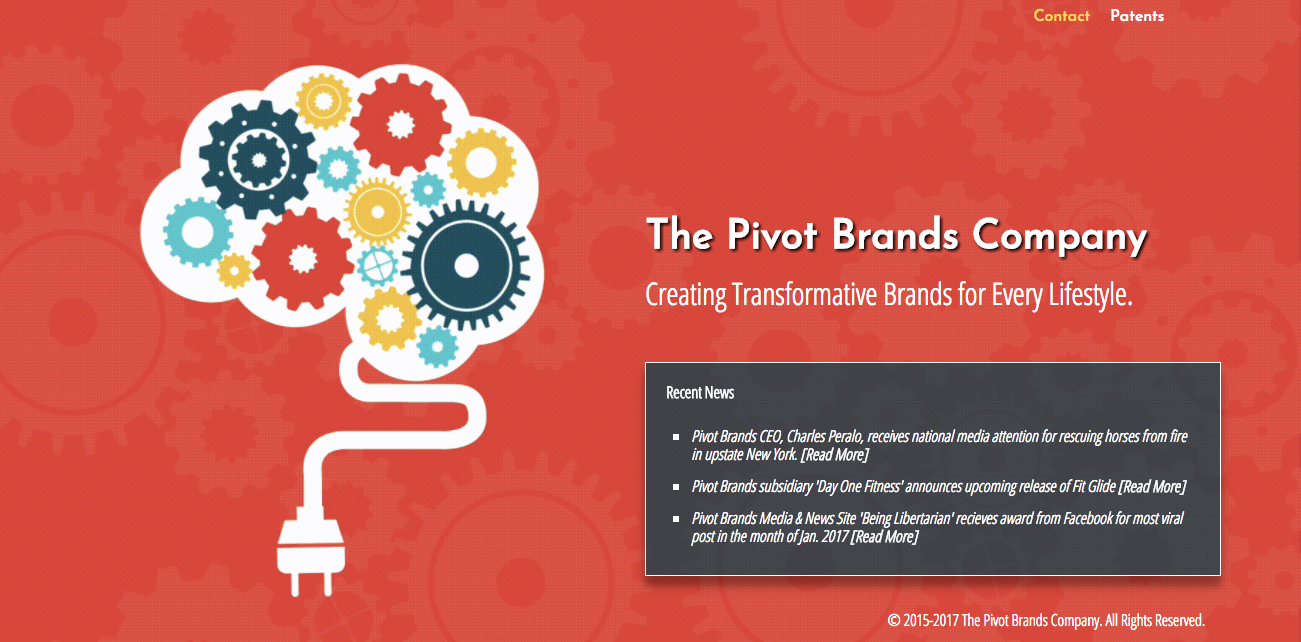 Contact Patents
The Pivot Brands Company
Creating Transformative Brands for Every Lifestyle.
Recent News
Pivot Brands CEO, Charles Peralo, receives national media attention for rescuing horses from fire
in upstate New York. [Read More]
Pivot Brands subsidiary 'Day One Fitness' announces upcoming release of Fit Glide [Read More]
Pivot Brands Media & News Site 'Being Libertarian' recieves award from Facebook for most viral
post in the month of Jan. 2017 [Read More]
© 2015-2017 The Pivot Brands Company. All Rights Reserved.